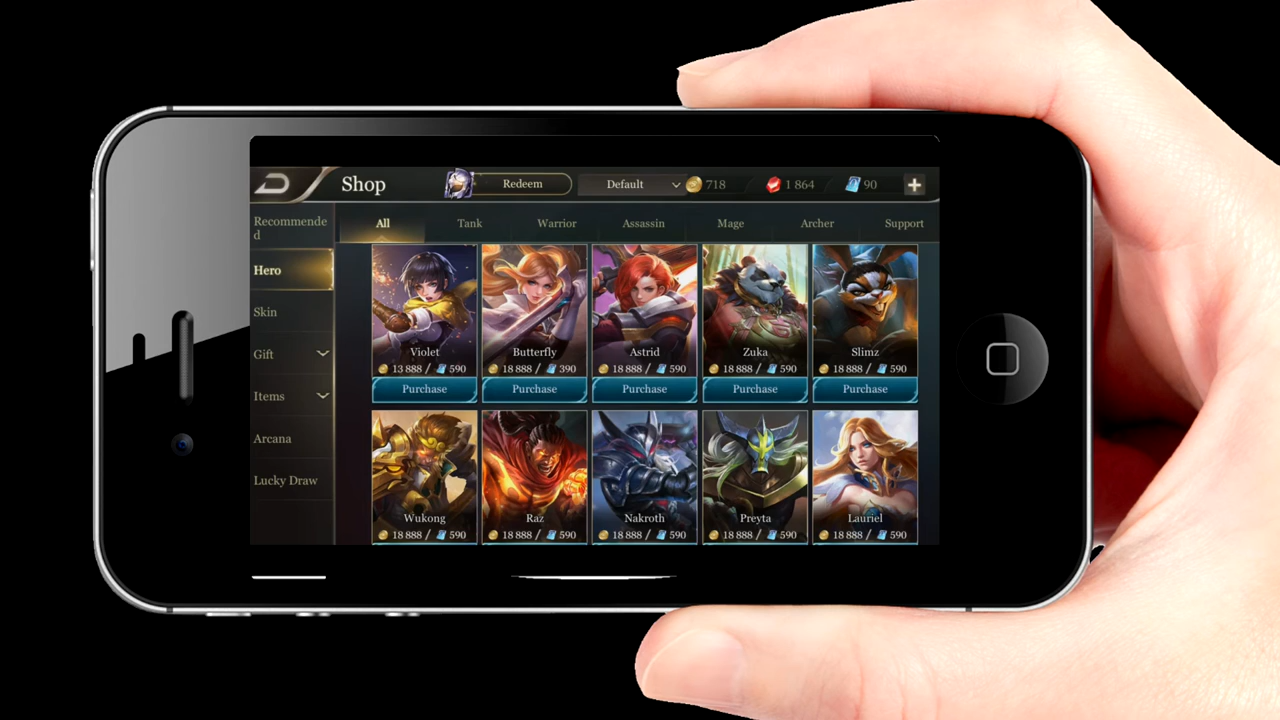 Shop
Redeem
Default
718
1 864
90
Recommende
d
All
Tank
Warrior
Assassin
Mage
Archer
Support
Hero
Skin
Gift
Items
Arcana
Lucky Draw
Violet
Butterfly
Astrid
Zuka
Slimz
13 888 / 590
18 888 / 390
18 888 / 590
18 888 / 590
18 888 / 590
Purchase
Purchase
Purchase
Purchase
Purchase
Wukong
Raz
Nakroth
Preyta
Lauriel
18 888 / 590
18 888 / 590
18 888 / 590
18 888 / 590
18 888 / 590